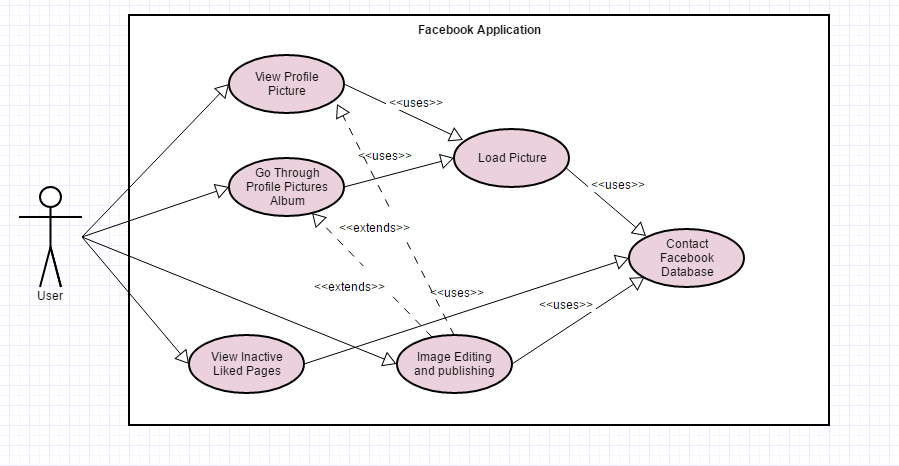 Facebook Application
View Profile
Picture
<<uses>>
<<uses>>
Load Picture
Go Through
Profile Pictures
Album
<<uses>>
<<extends>>
Contact
Facebook
Database
User
<<extends>>
<<uses>>
<<uses>>
View Inactive
Liked Pages
Image Editing
and publishing